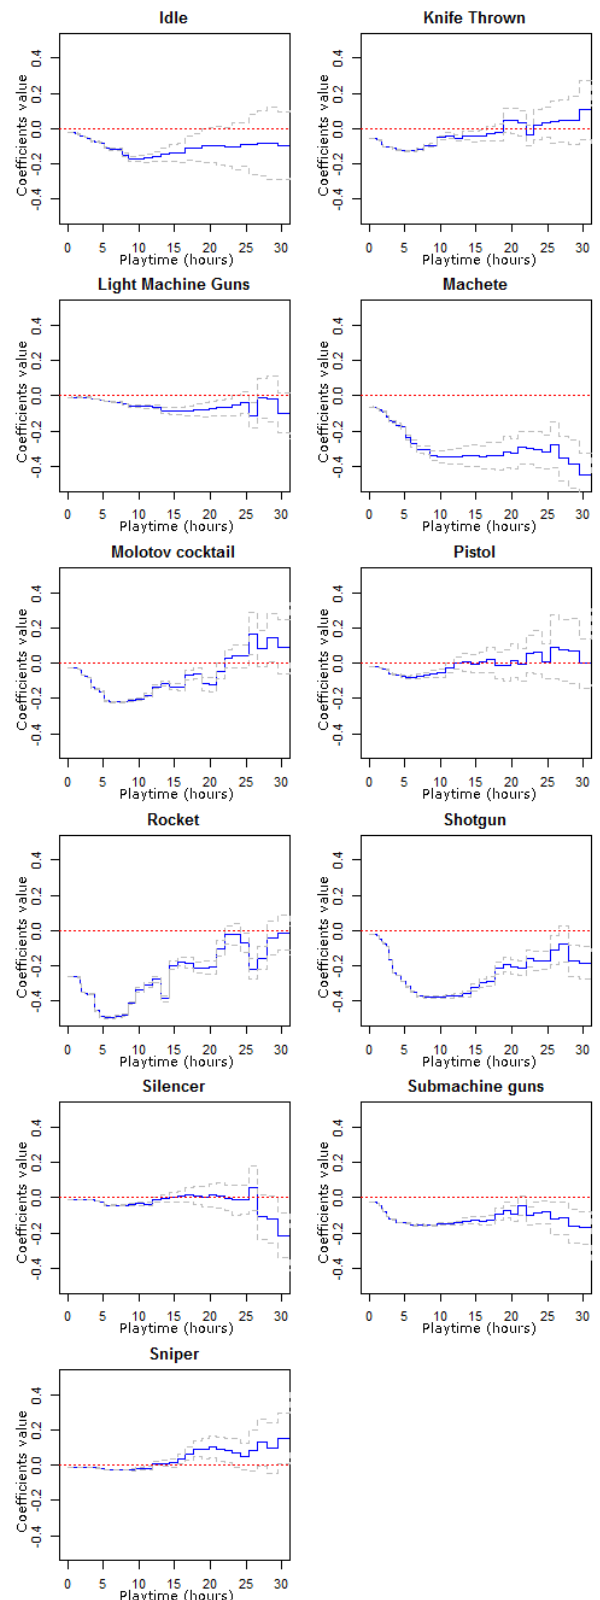 Idle
Knife Thrown
Coefficients value
-0.4 -0.2 0.0 0.2 0.4
0 5 10 15 20 25 30
Playtime (hours)
Coefficients value
-0.4 -0.2 0.0 0.2 0.4
0 5 10 15 20 25 30
Playtime (hours)
Light Machine Guns
Machete
Coefficients value
-0.4 -0.2 0.0 0.2 0.4
0 5 10 15 20 25 30
Playtime (hours)
Coefficients value
-0.4 -0.2 0.0 0.2 0.4
0 5 10 15 20 25 30
Playtime (hours)
Molotov cocktail
Pistol
Coefficients value
-0.4 -0.2 0.0 0.2 0.4
0 5 10 15 20 25 30
Playtime (hours)
Coefficients value
-0.4 -0.2 0.0 0.2 0.4
0 5 10 15 20 25 30
Playtime (hours)
Rocket
Shotgun
Coefficients value
-0.4 -0.2 0.0 0.2 0.4
0 5 10 15 20 25 30
Playtime (hours)
Coefficients value
-0.4 -0.2 0.0 0.2 0.4
0 5 10 15 20 25 30
Playtime (hours)
Silencer
Submachine guns
Coefficients value
-0.4 -0.2 0.0 0.2 0.4
0 5 10 15 20 25 30
Playtime (hours)
Coefficients value
-0.4 -0.2 0.0 0.2 0.4
0 5 10 15 20 25 30
Playtime (hours)
Sniper
Coefficients value
-0.4 -0.2 0.0 0.2 0.4
0 5 10 15 20 25 30
Playtime (hours)